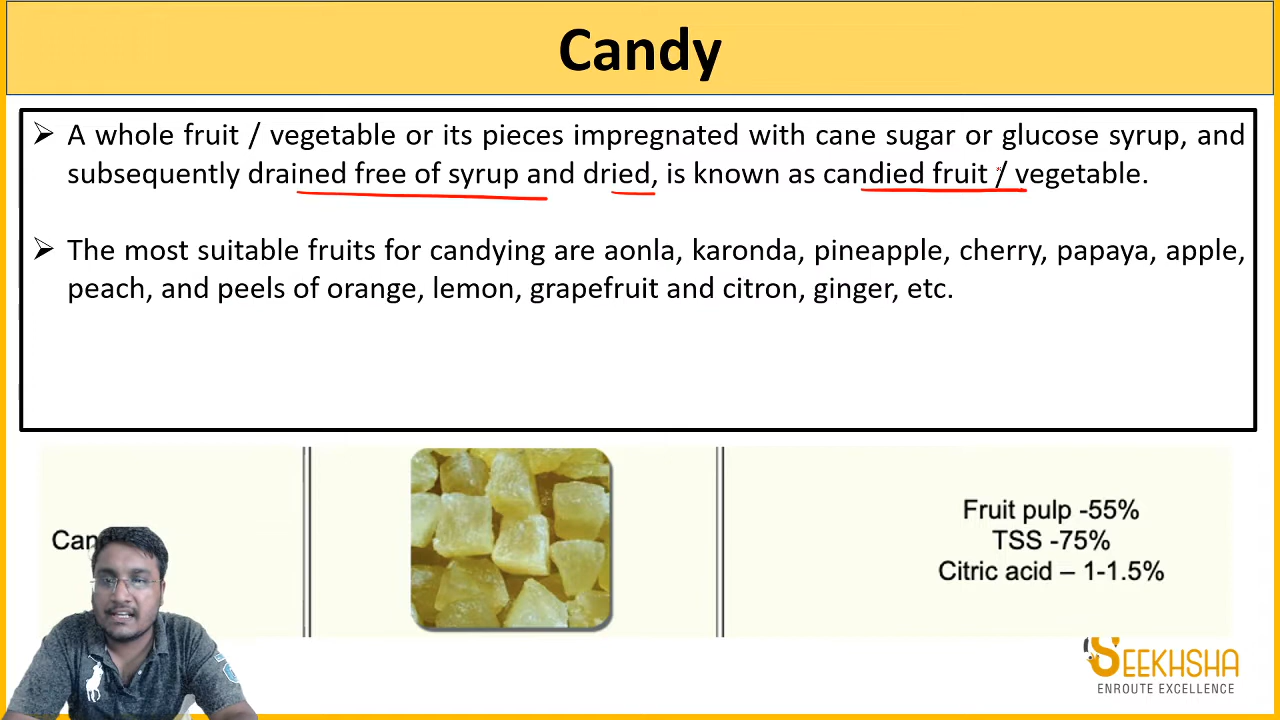 Candy
➢ A whole fruit / vegetable or its pieces impregnated with cane sugar or glucose syrup, and
subsequently drained free of syrup and dried, is known as candied fruit / vegetable.
➢ The most suitable fruits for candying are aonla, karonda, pineapple, cherry, papaya, apple,
peach, and peels of orange, lemon, grapefruit and citron, ginger, etc.
Fruit pulp -55%
TSS -75%
Citric acid – 1-1.5%
SEEKHSHA
ENROUTE EXCELLENCE